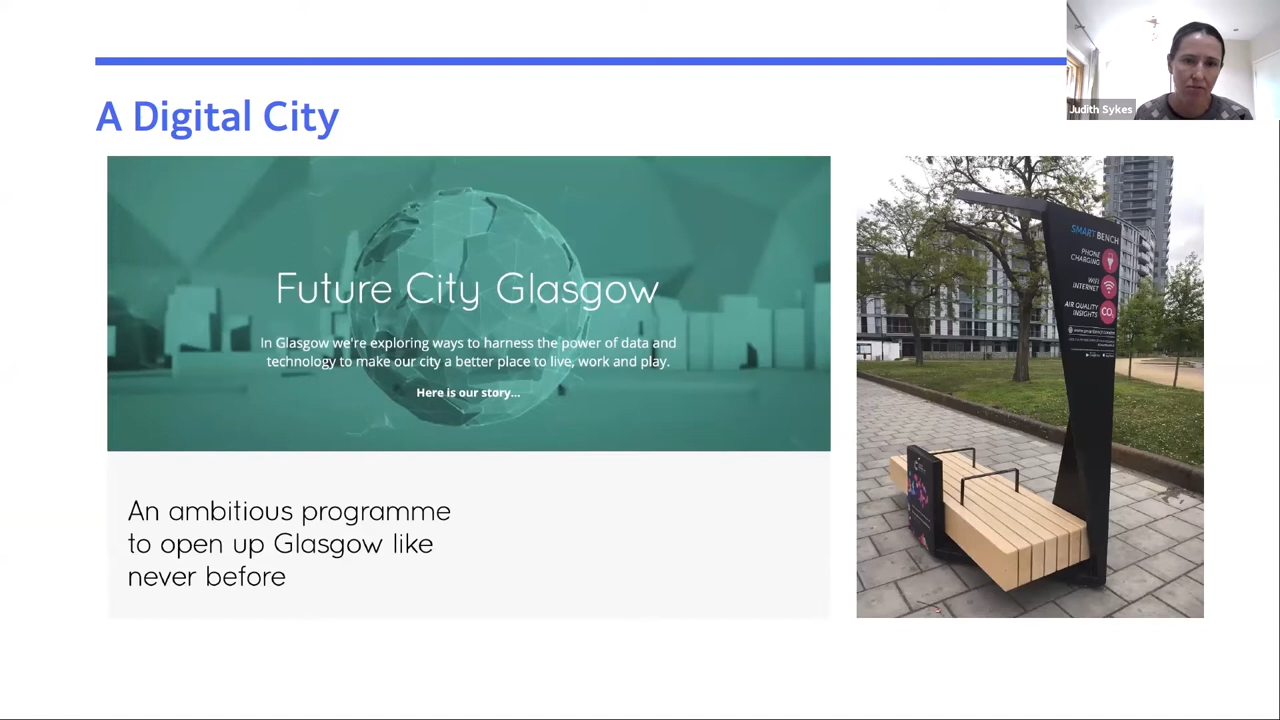 Judith Sykes
A Digital City
Future City Glasgow
In Glasgow we're exploring ways to harness the power of data and
technology to make our city a better place to live, work and play.
Here is our story...
An ambitious programme
to open up Glasgow like
never before
SMART BENCH
PHONE
CHARGING
WIFI
INTERNET
AIR QUALITY
INSIGHTS
CO₂